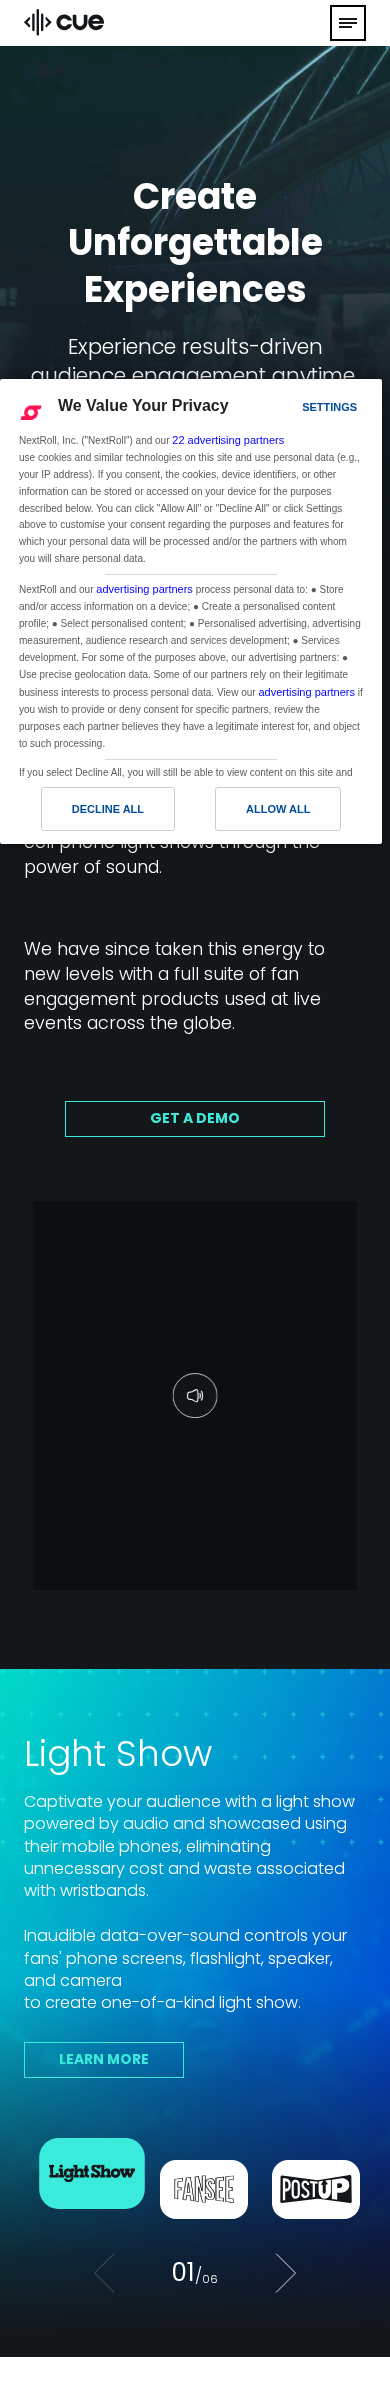 cue
Create
Unforgettable
Experiences
Experience results-driven
audience engagement anytime
We Value Your Privacy
SETTINGS
NextRoll, Inc. ("NextRoll") and our 22 advertising partners
use cookies and similar technologies on this site and use personal data (e.g.,
your IP address). If you consent, the cookies, device identifiers, or other
information can be stored or accessed on your device for the purposes
described below. You can click "Allow All" or "Decline All" or click Settings
above to customise your consent regarding the purposes and features for
which your personal data will be processed and/or the partners with whom
you will share personal data.
NextRoll and our advertising partners process personal data to: ● Store
and/or access information on a device; ● Create a personalised content
profile; ● Select personalised content; ● Personalised advertising, advertising
measurement, audience research and services development; ● Services
development. For some of the purposes above, our advertising partners: ●
Use precise geolocation data. Some of our partners rely on their legitimate
business interests to process personal data. View our advertising partners if
you wish to provide or deny consent for specific partners, review the
purposes each partner believes they have a legitimate interest for, and object
to such processing.
If you select Decline All, you will still be able to view content on this site and
DECLINE ALL
ALLOW ALL
cell phone light shows through the
power of sound.
We have since taken this energy to
new levels with a full suite of fan
engagement products used at live
events across the globe.
GET A DEMO
Light Show
Captivate your audience with a light show
powered by audio and showcased using
their mobile phones, eliminating
unnecessary cost and waste associated
with wristbands.
Inaudible data-over-sound controls your
fans' phone screens, flashlight, speaker,
and camera
to create one-of-a-kind light show.
LEARN MORE
Light Show
FANSEE
POSTUP
01/06